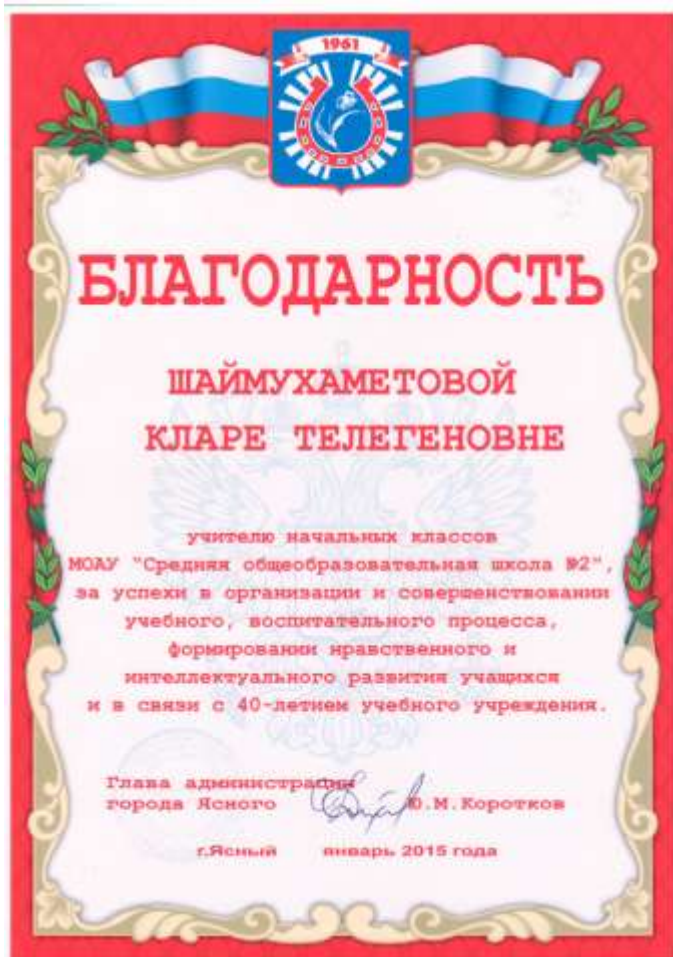 1961
БЛАГОДАРНОСТЬ
ШАЙМУХАМЕТОВОЙ
КЛАРЕ ТЕЛЕГЕНОВНЕ
учителю начальных классов
МОАУ "Средняя общеобразовательная школа №2",
за успехи в организации и совершенствовании
учебного, воспитательного процесса,
формировании нравственного и
интеллектуального развития учащихся
и в связи с 40-летием учебного учреждения.
Глава администрации
города Ясного Ю.М.Коротков
г.Ясный январь 2015 года